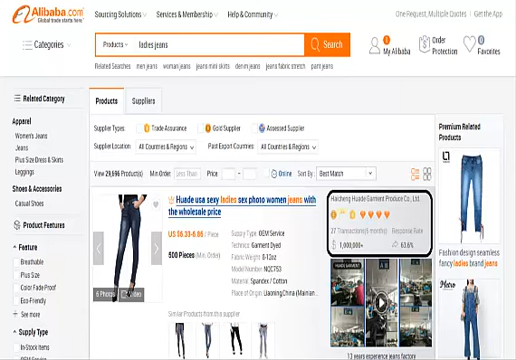 Alibaba.com
Global trade starts here.
Sourcing Solutions
Services & Membership
Help & Community
One Request, Multiple Quotes
Get the App
Categories
Products
ladies jeans
Search
My Alibaba
Order Protection
Favorites
Related Searches men jeans woman jeans jeans mini skirts denim jeans jeans fabric stretch pant jeans
Related Category
Apparel
Women's Jeans
Jeans
Plus Size Dress & Skirts
Leggings
Shoes & Accessories
Casual Shoes
Product Features
Feature
Breathable
Plus Size
Color Fade Proof
Eco-Friendly
See more
Supply Type
In-Stock Items
Products
Suppliers
Supplier Types: Trade Assurance Gold Supplier Assessed Supplier
Supplier Location: All Countries & Regions Past Export Countries: All Countries & Regions
View 29,696 Product(s) Min. Order: Less Than Price: - Online Sort By: Best Match
Huade usa sexy ladies sex photo women jeans with
the wholesale price
US $6.33-6.86 / Piece
500 Pieces (Min. Order)
Supply Type: OEM Service
Technic: Garment Dyed
Fabric Weight: 8-12oz
Model Number: NQC753
Material: Spandex / Cotton
Place of Origin: Liaoning China (Mainlan...
6 Photos
Similar Products from this supplier
Haicheng Huade Garment Produce Co., Ltd.
27 Transactions(6 months)
Response Rate
1,000,000+
63.6%
HUADE GARMENT
13 years experience jeans factory
Premium Related
Products
Fashion design seamless
fancy ladies brand jeans